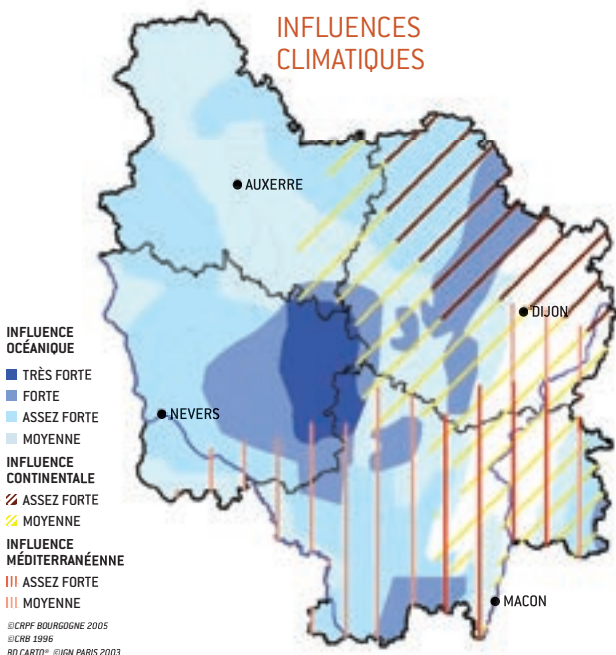 INFLUENCES
CLIMATIQUES
AUXERRE
DIJON
NEVERS
MACON
INFLUENCE
OCÉANIQUE
TRÈS FORTE
FORTE
ASSEZ FORTE
MOYENNE
INFLUENCE
CONTINENTALE
ASSEZ FORTE
MOYENNE
INFLUENCE
MÉDITERRANÉENNE
ASSEZ FORTE
MOYENNE
©CRPF BOURGOGNE 2005
©CRB 1996
BD CARTO® ©IGN PARIS 2003